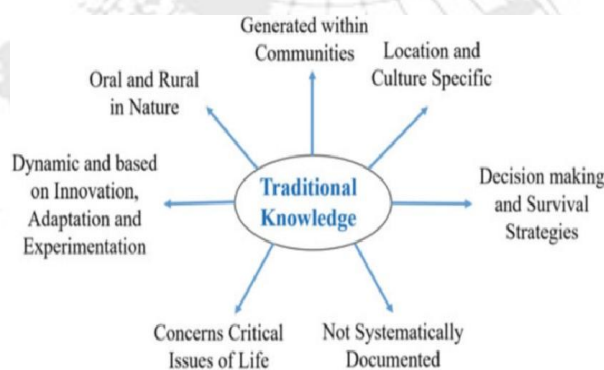 Generated within
Communities
Location and
Culture Specific
Oral and Rural
in Nature
Dynamic and based
on Innovation,
Adaptation and
Experimentation
Traditional
Knowledge
Decision making
and Survival
Strategies
Concerns Critical
Issues of Life
Not Systematically
Documented